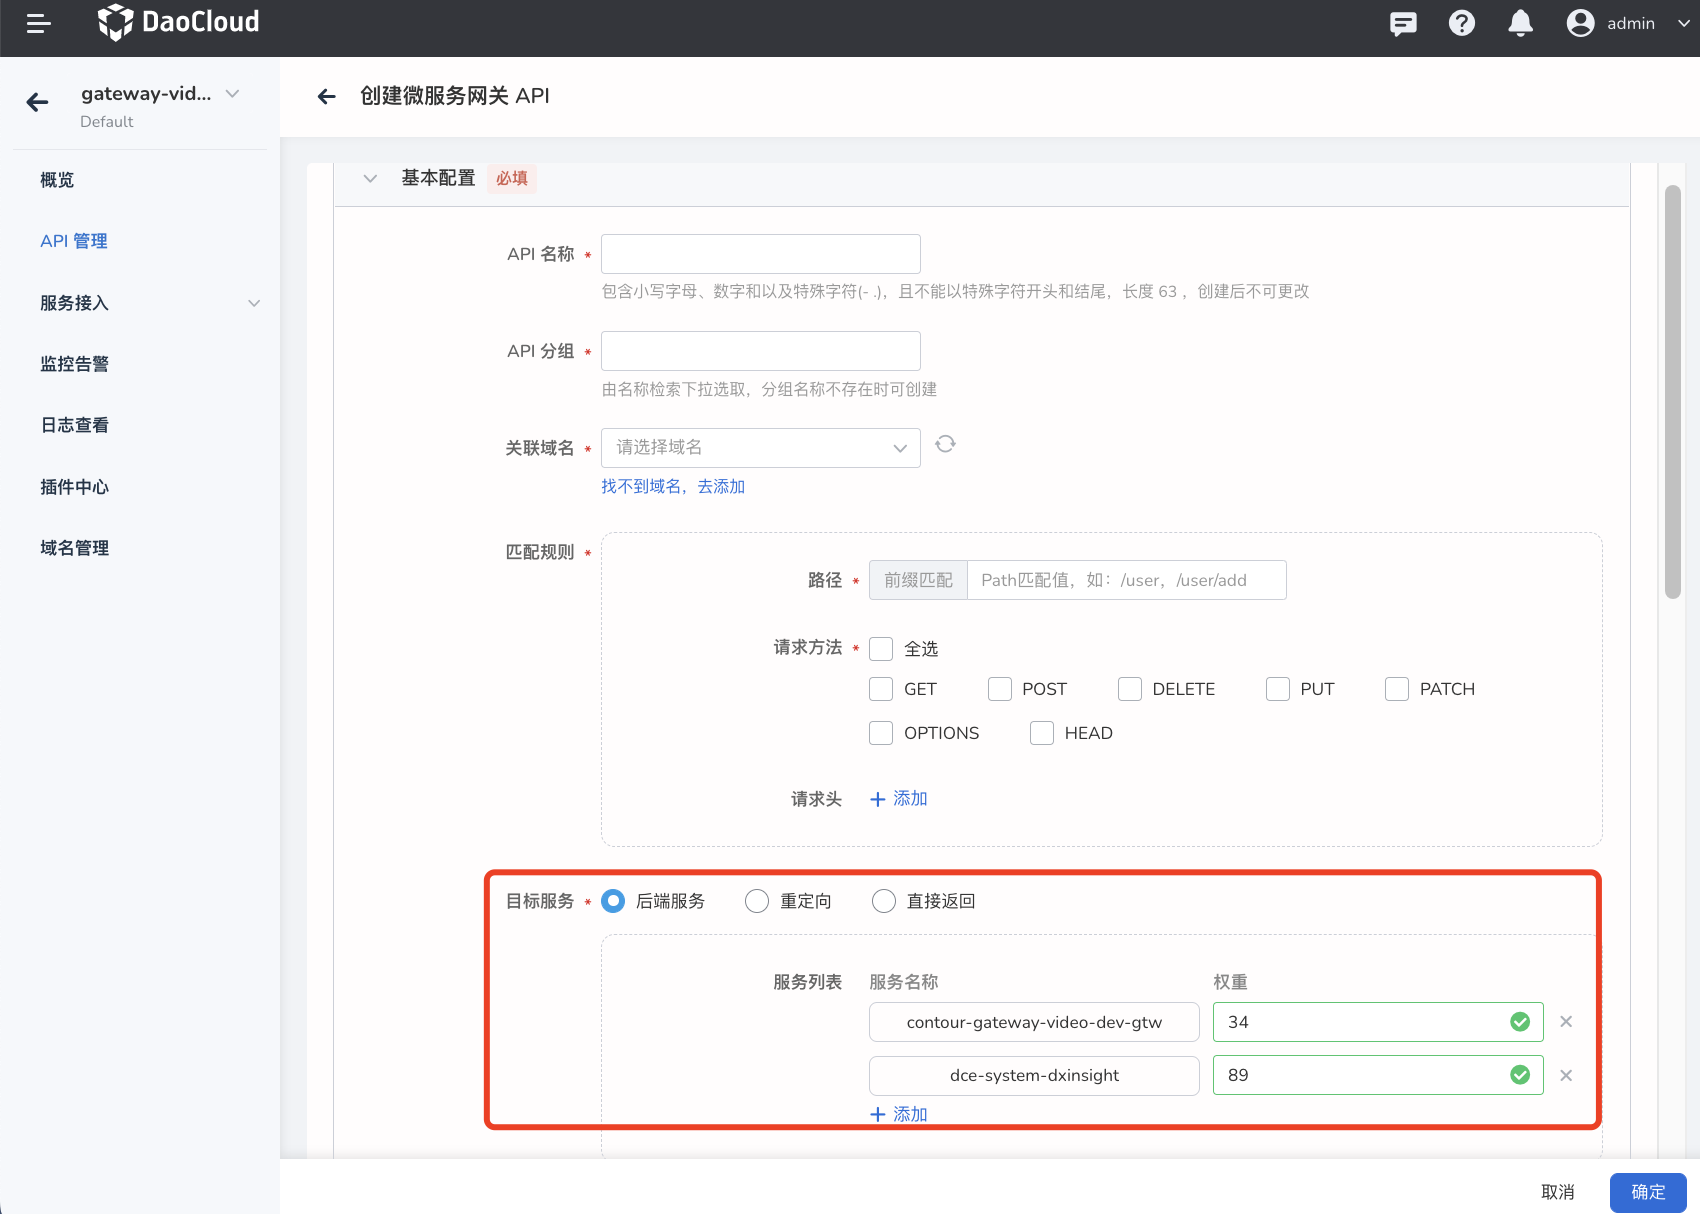 DaoCloud
admin
gateway-vid...
Default
概览
API 管理
服务接入
监控告警
日志查看
插件中心
域名管理
创建微服务网关 API
基本配置 必填
API 名称 *
包含小写字母、数字和以及特殊字符(- .)，且不能以特殊字符开头和结尾，长度 63 ，创建后不可更改
API 分组 *
由名称检索下拉选取，分组名称不存在时可创建
关联域名 * 请选择域名
找不到域名，去添加
匹配规则 *
路径 * 前缀匹配 Path匹配值，如：/user，/user/add
请求方法 * 全选
GET POST DELETE PUT PATCH
OPTIONS HEAD
请求头 + 添加
目标服务 * 后端服务 重定向 直接返回
服务列表 服务名称 权重
contour-gateway-video-dev-gtw 34
dce-system-dxinsight 89
+ 添加
取消 确定